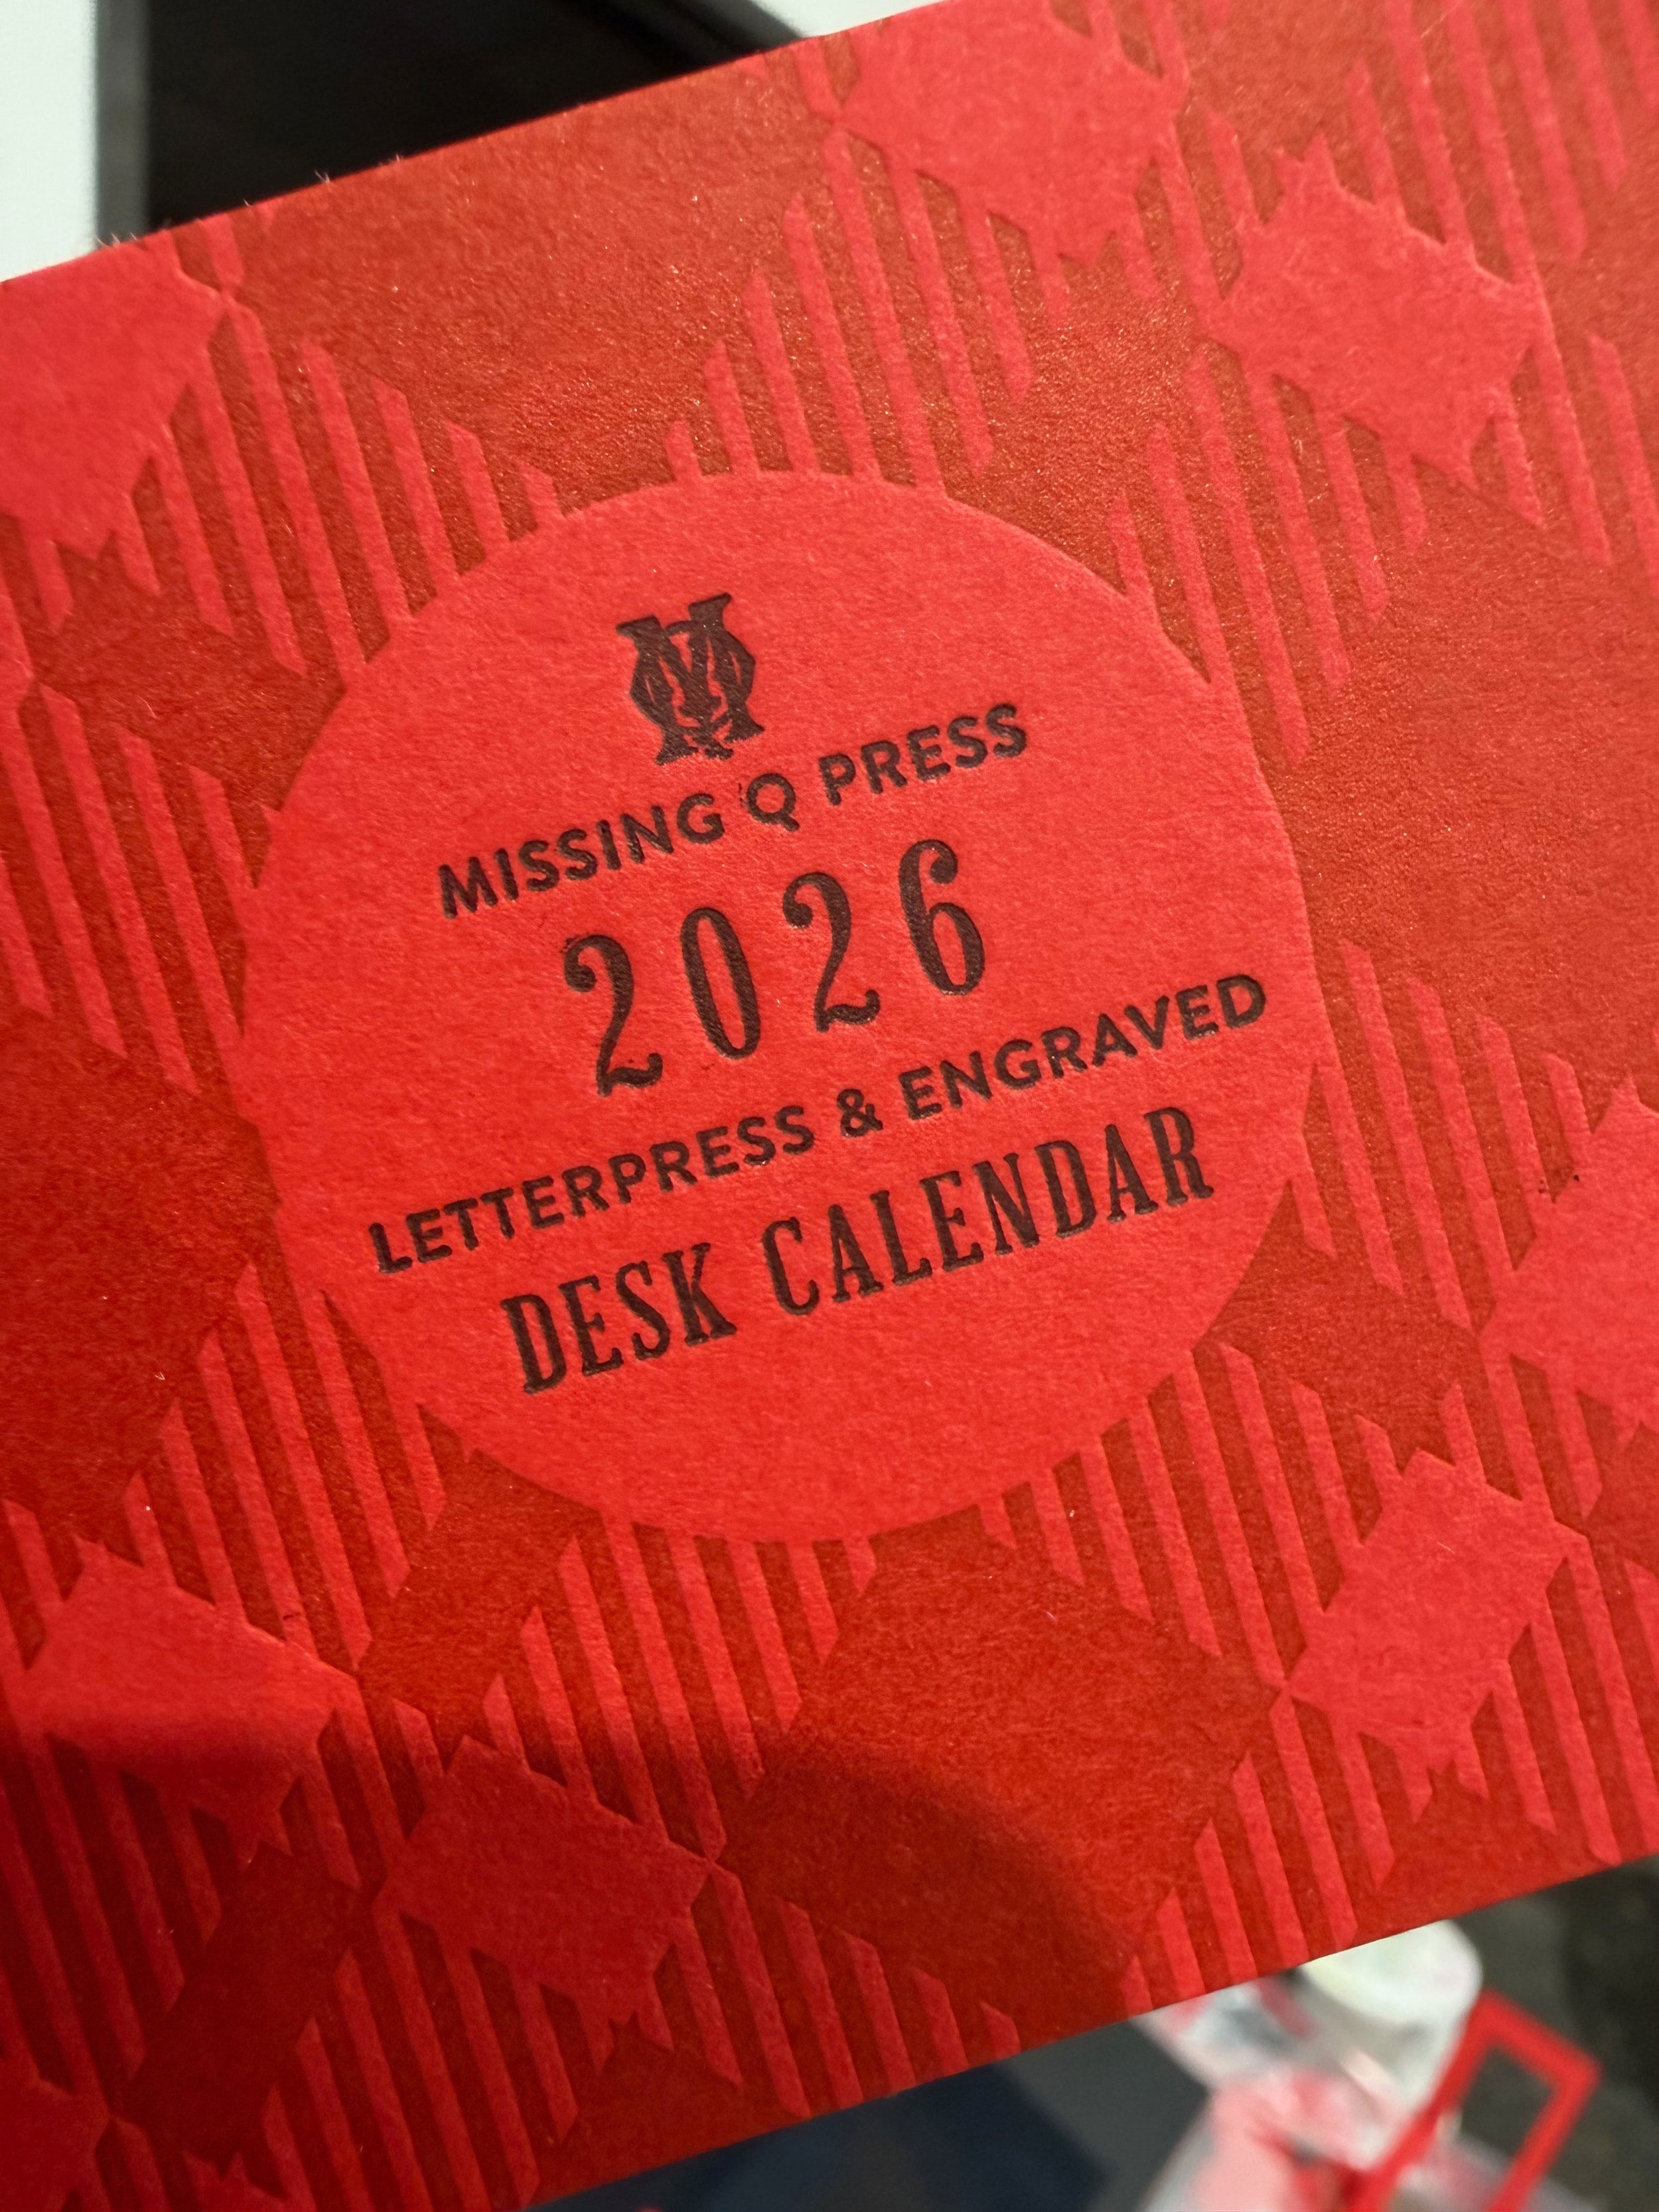 MISSING Q PRESS
2026
LETTERPRESS & ENGRAVED
DESK CALENDAR